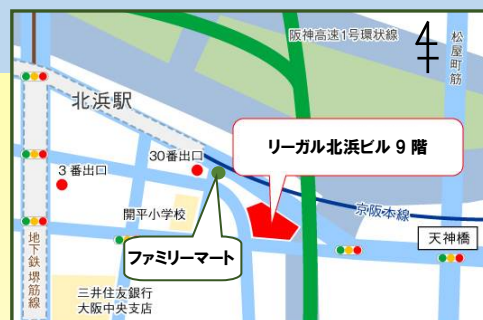 阪神高速1号環状線
松屋町筋
北浜駅
リーガル北浜ビル 9 階
30番出口
3番出口
京阪本線
開平小学校
天神橋
ファミリーマート
地下鉄 堺筋線
三井住友銀行
大阪中央支店